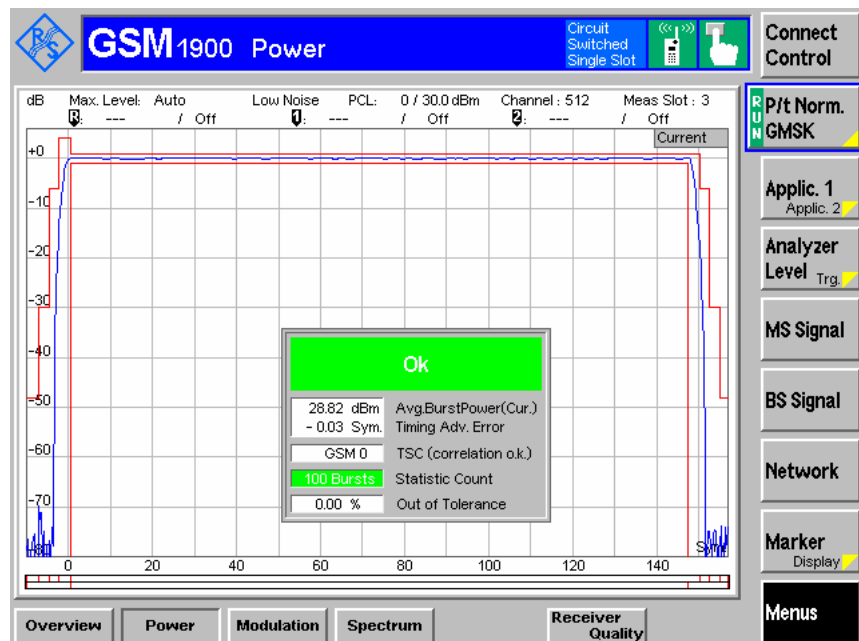 R&S GSM 1900 Power
Circuit Switched Single Slot
Connect Control
dB Max. Level: Auto Low Noise PCL: 0 / 30.0 dBm Channel : 512 Meas Slot : 3
R: --- / Off 1: --- / Off 2: --- / Off
Current
+0
-10
-20
-30
-40
-50
-60
-70
Ok
28.82 dBm Avg.BurstPower(Cur.)
- 0.03 Sym. Timing Adv. Error
GSM 0 TSC (correlation o.k.)
100 Bursts Statistic Count
0.00 % Out of Tolerance
0 20 40 60 80 100 120 140
RUN
P/t Norm.
GMSK
Applic. 1
Applic. 2
Analyzer
Level Trg.
MS Signal
BS Signal
Network
Marker
Display
Menus
Overview Power Modulation Spectrum Receiver Quality